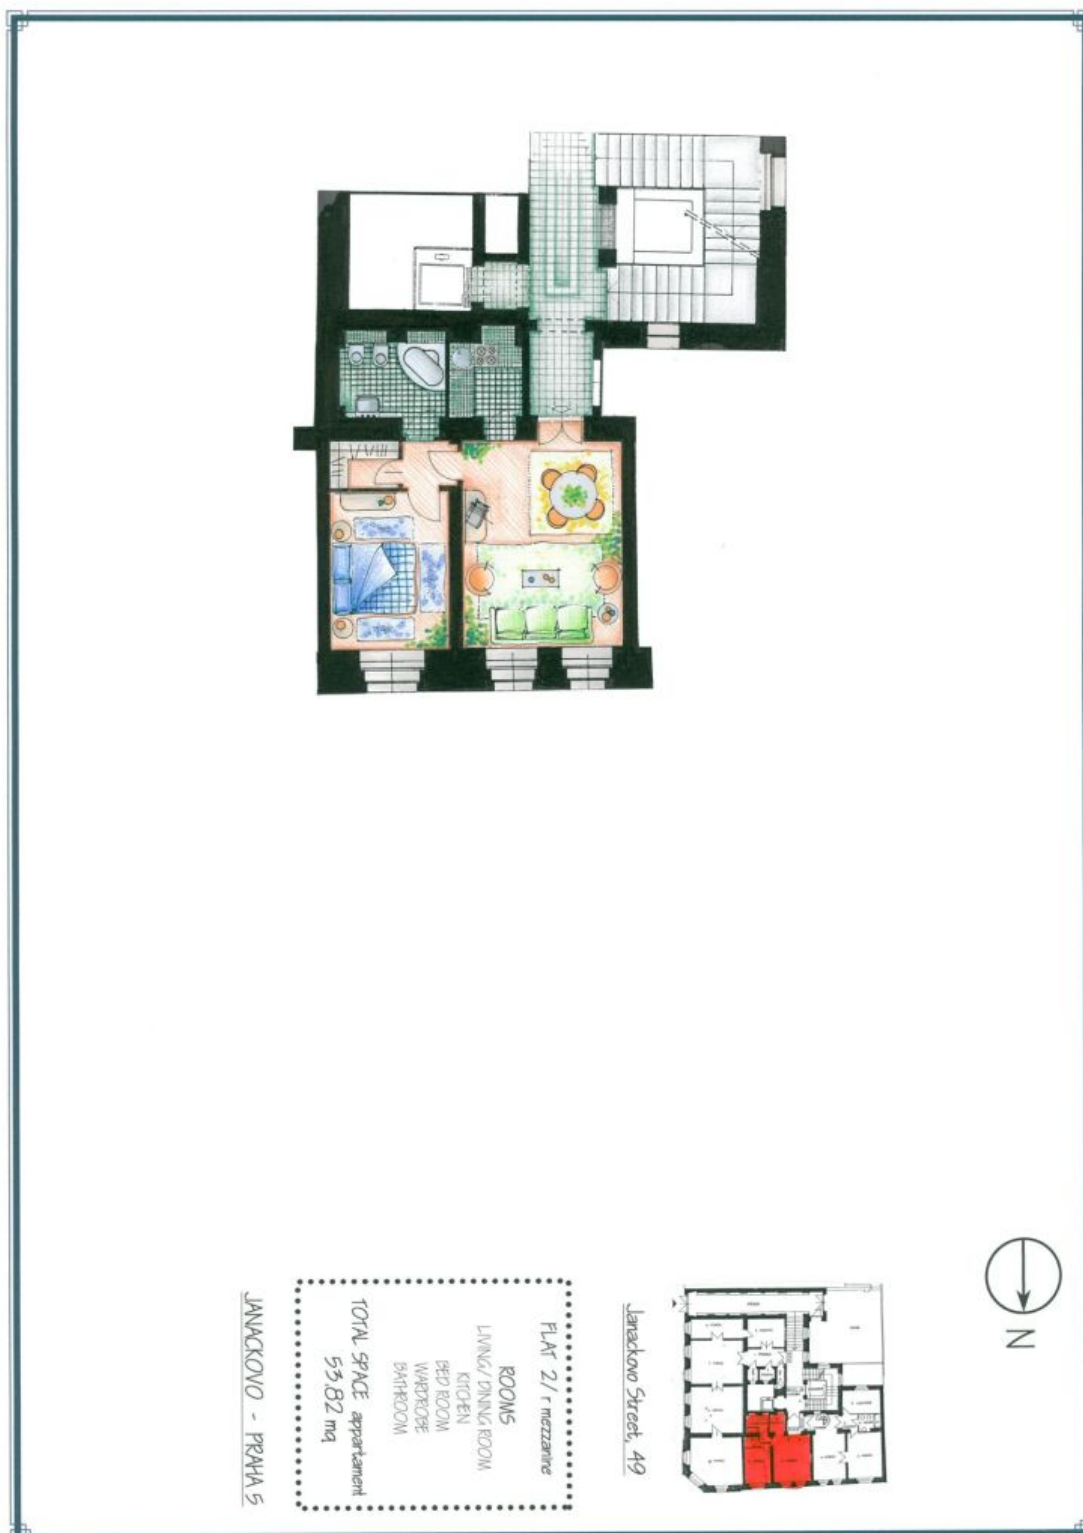 N
Janackovo Street, 49
FLAT 2/ r mezzanine
ROOMS
LIVING/ DINING ROOM
KITCHEN
BED ROOM
WARDROBE
BATHROOM
TOTAL SPACE appartament
53,82 mq
JANACKOVO - PRAHA 5